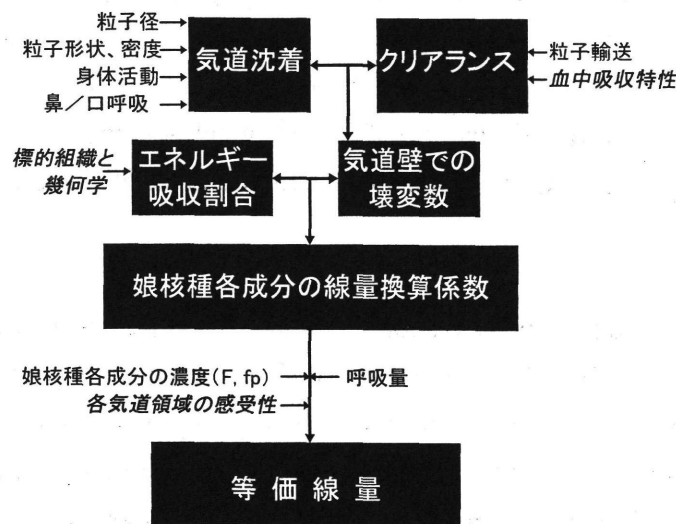 粒子径
粒子形状、密度
身体活動
鼻／口呼吸
気道沈着
クリアランス
粒子輸送
血中吸収特性
標的組織と
幾何学
エネルギー
吸収割合
気道壁での
壊変数
娘核種各成分の線量換算係数
娘核種各成分の濃度(F, fp)
呼吸量
各気道領域の感受性
等価線量